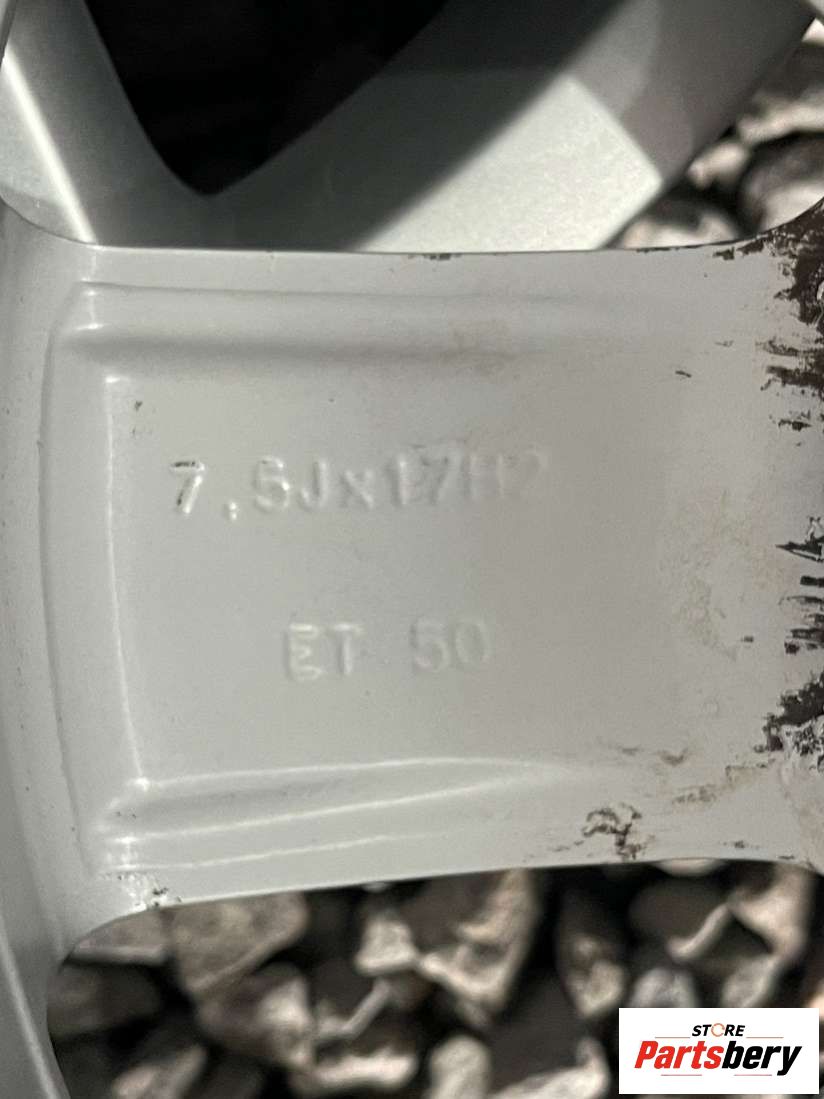 7.5Jx17H2
ET 50
STORE
Partsbery